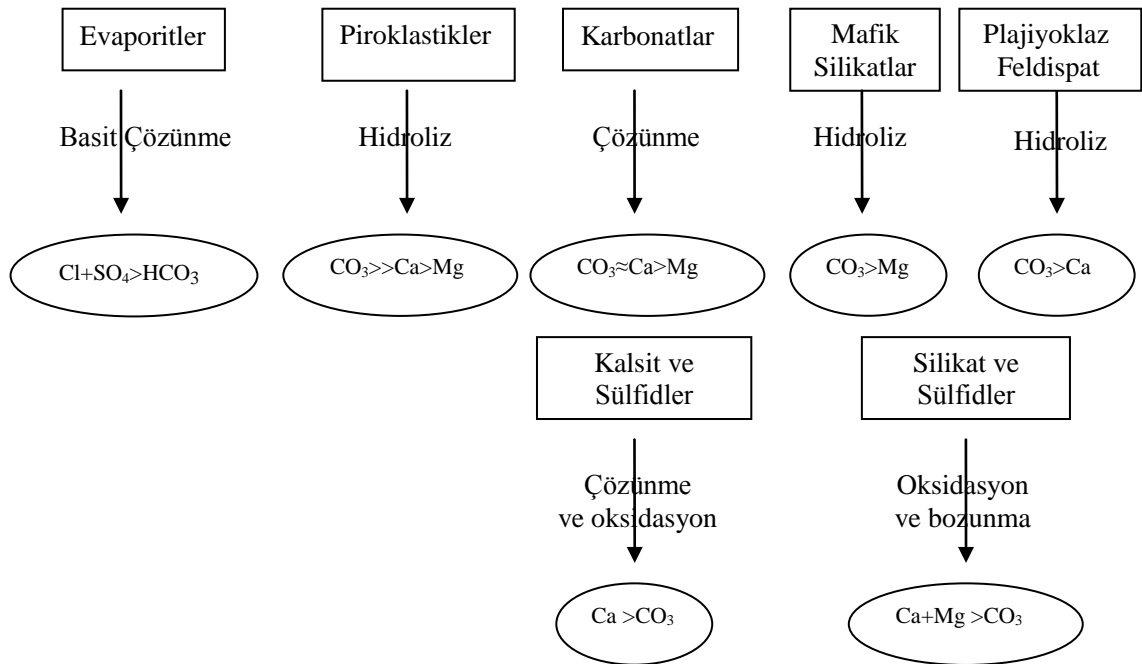 Evaporitler
Piroklastikler
Karbonatlar
Mafik
Silikatlar
Plajiyoklaz
Feldispat
Basit Çözünme
Hidroliz
Çözünme
Hidroliz
Hidroliz
Cl+SO₄>HCO₃
CO₃>>Ca>Mg
CO₃≈Ca>Mg
CO₃>Mg
CO₃>Ca
Kalsit ve
Sülfidler
Silikat ve
Sülfidler
Çözünme
ve oksidasyon
Oksidasyon
ve bozunma
Ca >CO₃
Ca+Mg >CO₃